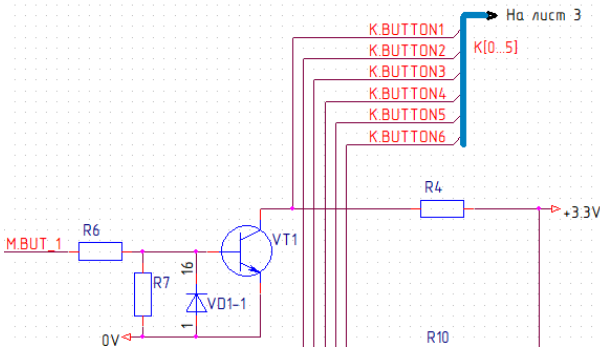 На лист 3
K.BUTTON1
K[0...5]
K.BUTTON2
K.BUTTON3
K.BUTTON4
K.BUTTON5
K.BUTTON6
R4
+3.3V
M.BUT_1
R6
VT1
R7
16
VD1-1
1
0V
R10